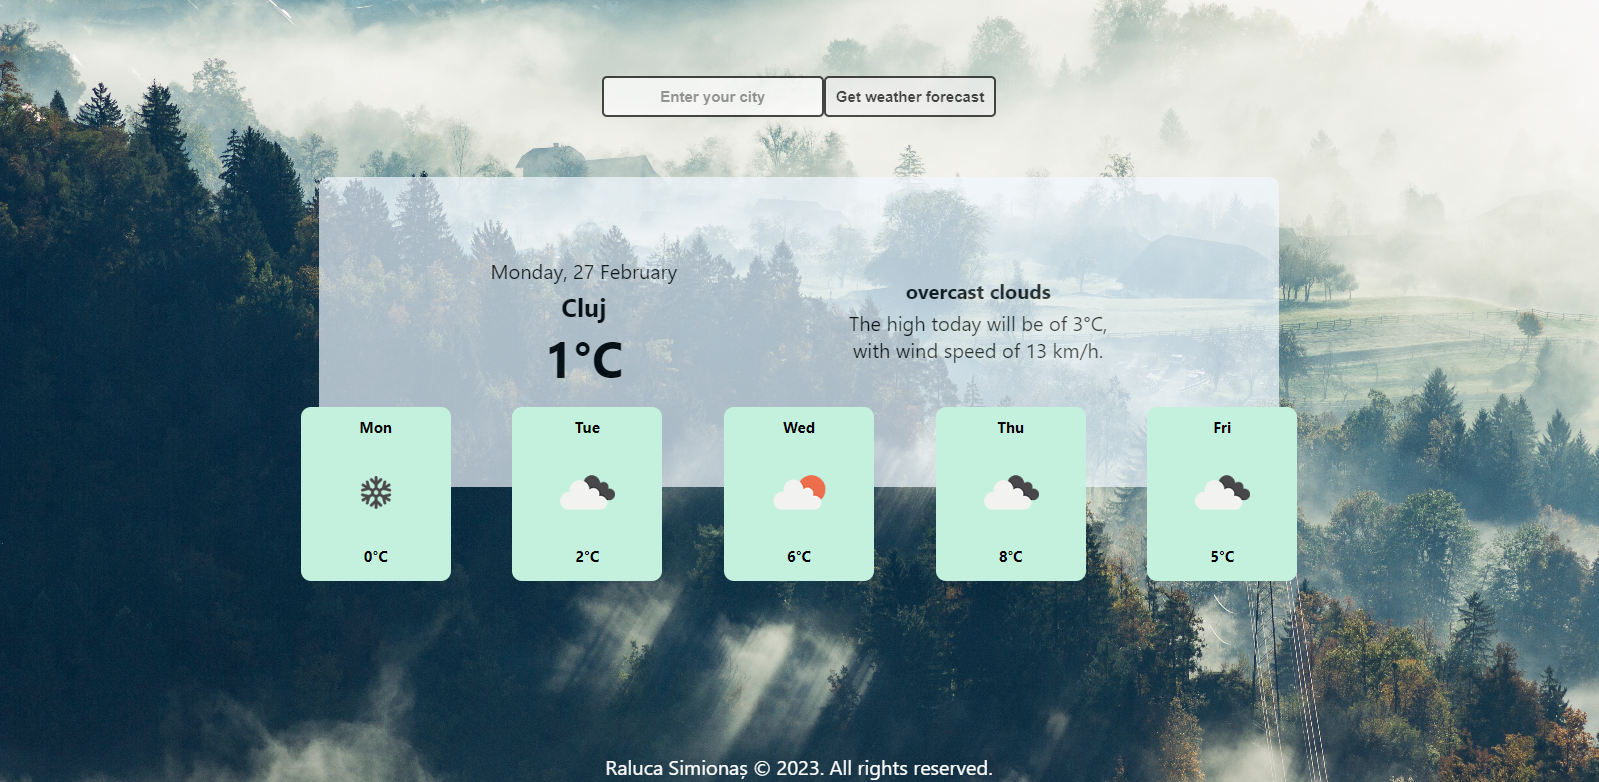 Enter your city
Get weather forecast
Monday, 27 February
Cluj
1°C
overcast clouds
The high today will be of 3°C,
with wind speed of 13 km/h.
Mon
0°C
Tue
2°C
Wed
6°C
Thu
8°C
Fri
5°C
Raluca Simionaș © 2023. All rights reserved.